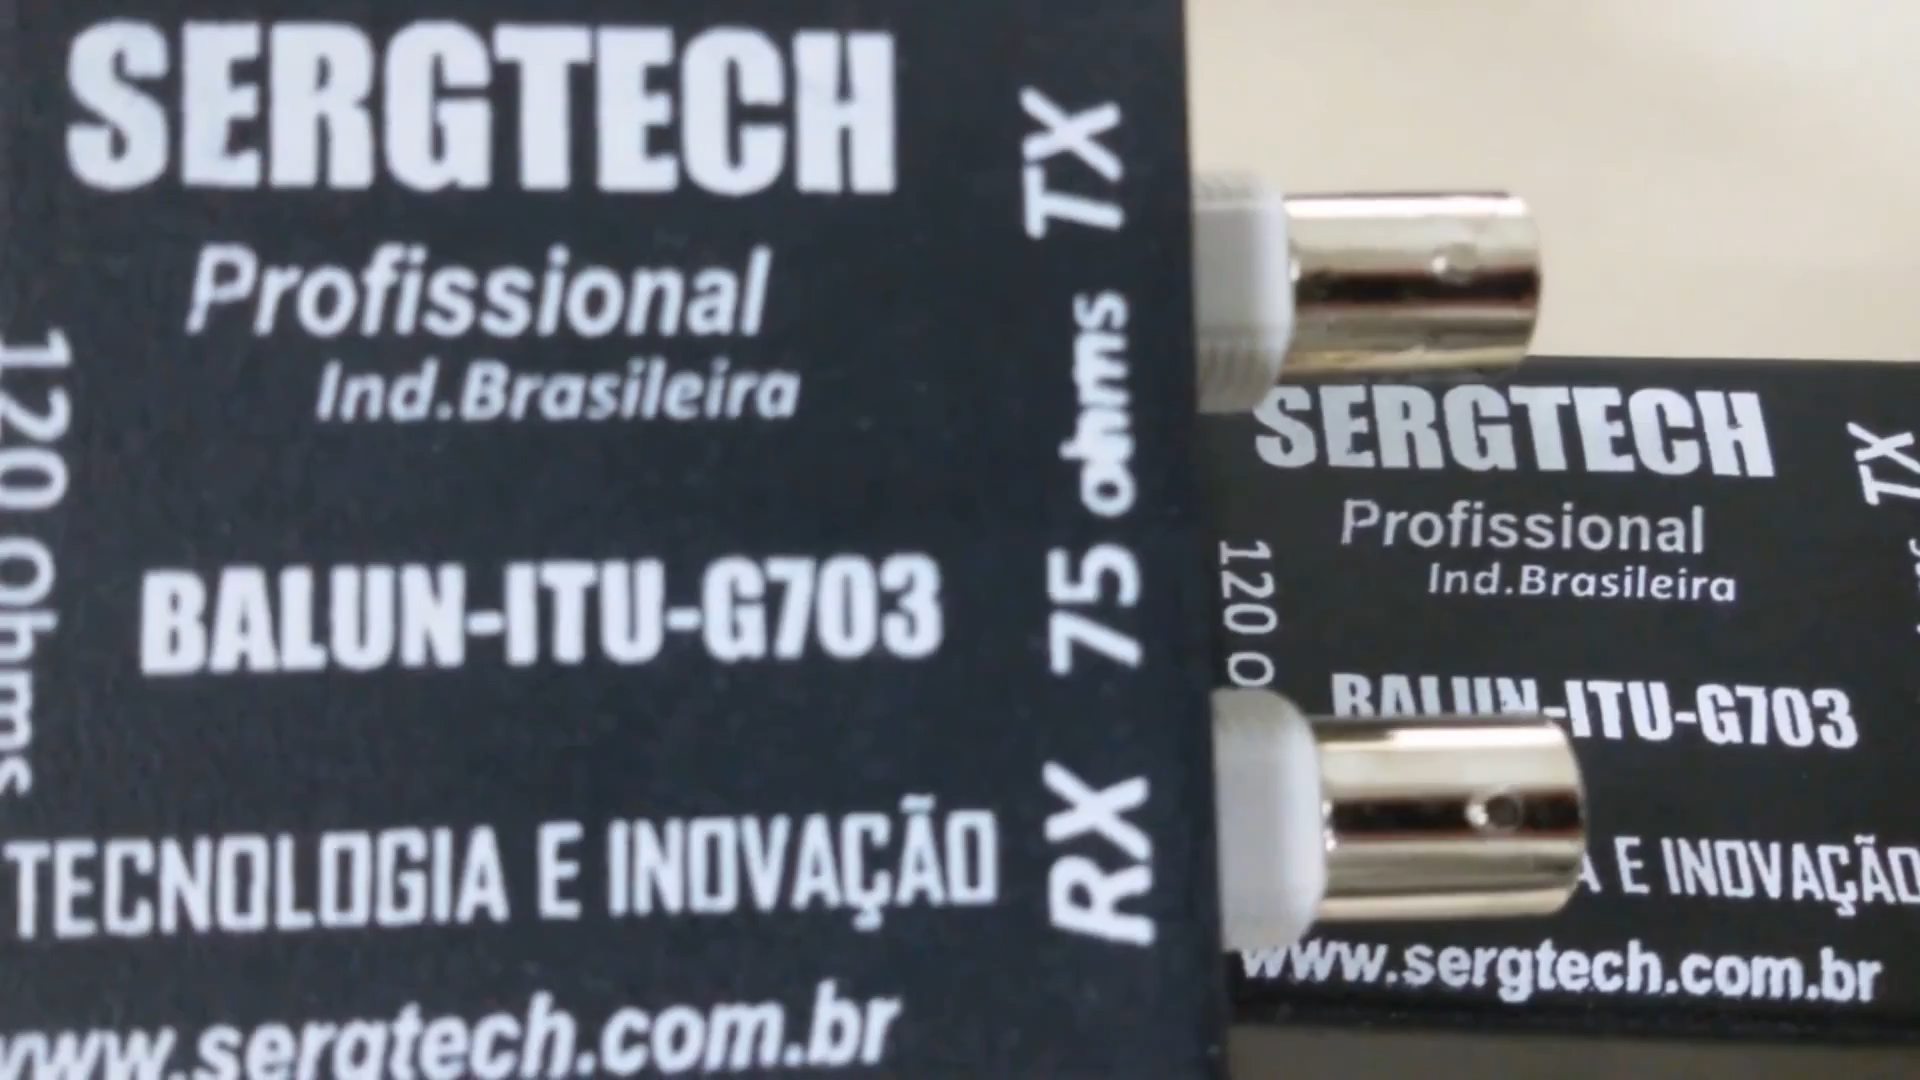 SERGTECH
Profissional
Ind.Brasileira
BALUN-ITU-G703
TECNOLOGIA E INOVAÇÃO
www.sergtech.com.br
120 Ohms
TX
75 ohms
RX
SERGTECH
Profissional
Ind.Brasileira
BALUN-ITU-G703
E INOVAÇÃO
www.sergtech.com.br
120
TX